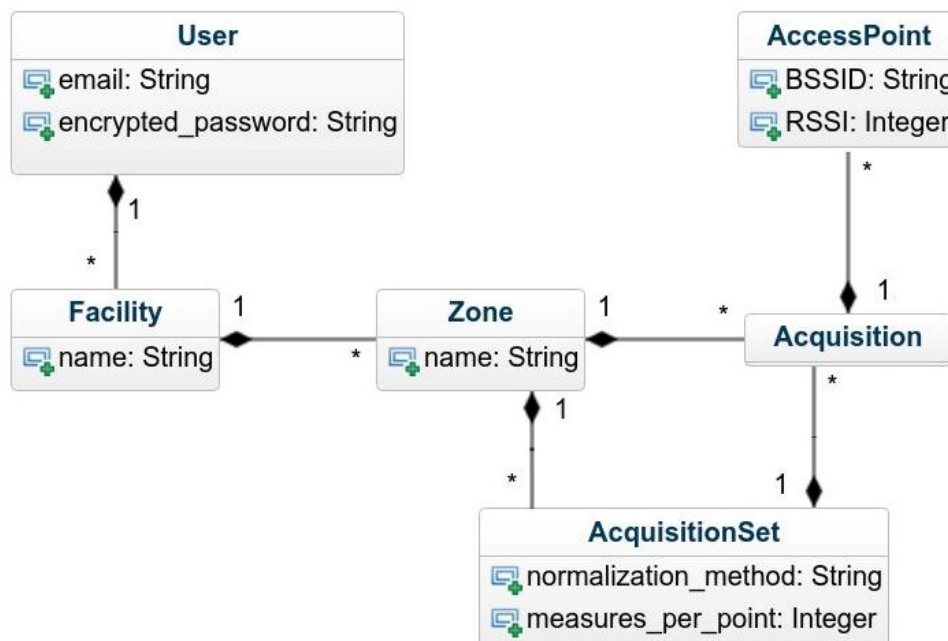 User
email: String
encrypted_password: String
AccessPoint
BSSID: String
RSSI: Integer
1
*
*
1
Facility
name: String
1
*
Zone
name: String
1
*
Acquisition
1
*
*
1
AcquisitionSet
normalization_method: String
measures_per_point: Integer